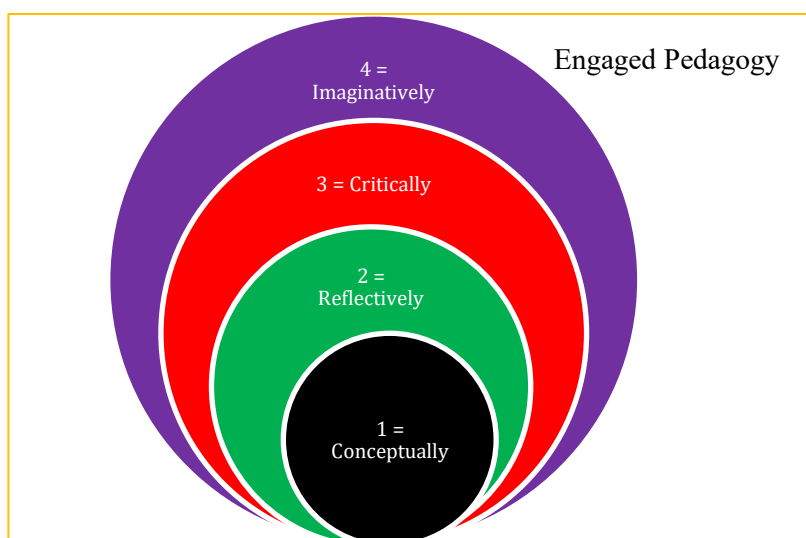 Engaged Pedagogy
4 =
Imaginatively
3 = Critically
2 =
Reflectively
1 =
Conceptually